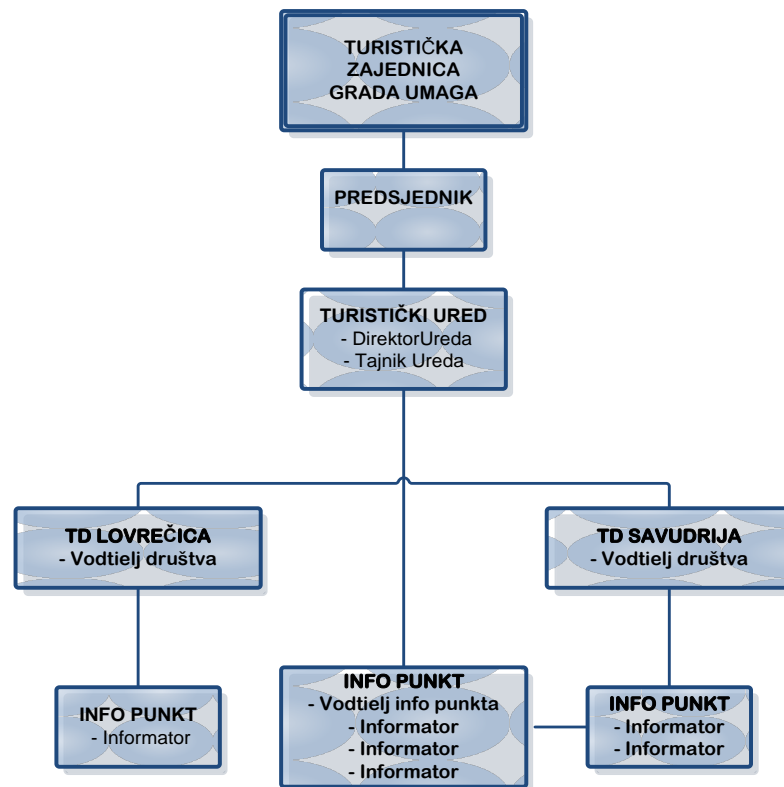 TURISTIČKA
ZAJEDNICA
GRADA UMAGA
PREDSJEDNIK
TURISTIČKI URED
- DirektorUreda
- Tajnik Ureda
TD LOVREČICA
- Vodtielj društva
TD SAVUDRIJA
- Vodtielj društva
INFO PUNKT
- Informator
INFO PUNKT
- Vodtielj info punkta
- Informator
- Informator
- Informator
INFO PUNKT
- Informator
- Informator